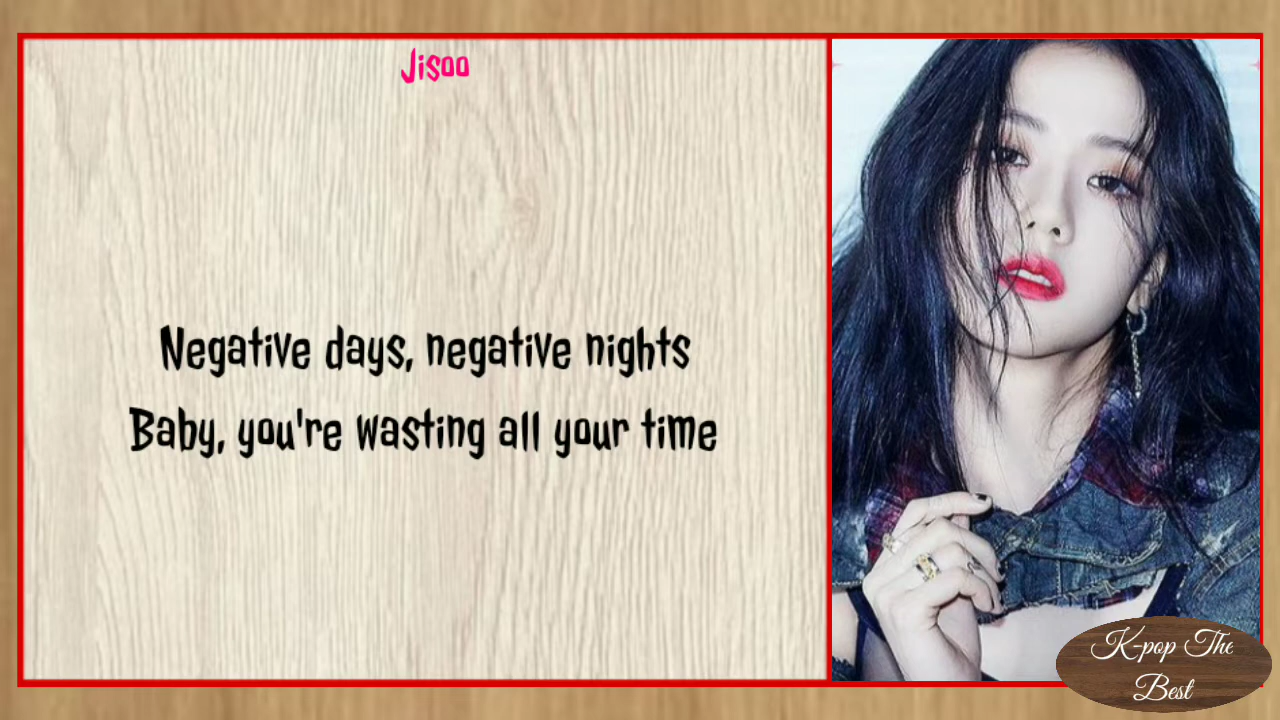 Jisoo
Negative days, negative nights
Baby, you're wasting all your time
K-pop The
Best